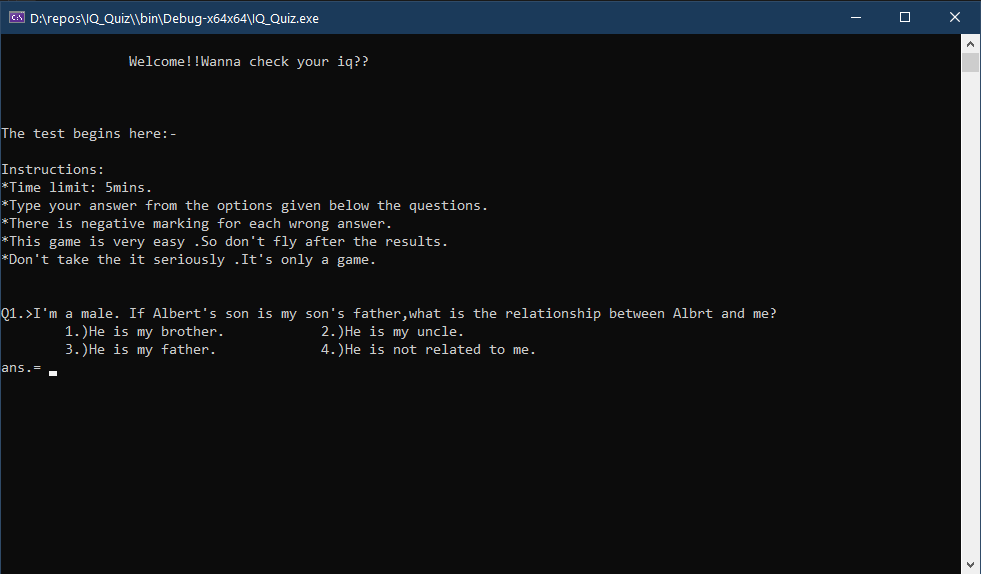 D:\repos\IQ_Quiz\\bin\Debug-x64x64\IQ_Quiz.exe
Welcome!!Wanna check your iq??
The test begins here:-
Instructions:
*Time limit: 5mins.
*Type your answer from the options given below the questions.
*There is negative marking for each wrong answer.
*This game is very easy .So don't fly after the results.
*Don't take the it seriously .It's only a game.
Q1.>I'm a male. If Albert's son is my son's father,what is the relationship between Albrt and me?
1.)He is my brother. 2.)He is my uncle.
3.)He is my father. 4.)He is not related to me.
ans.=